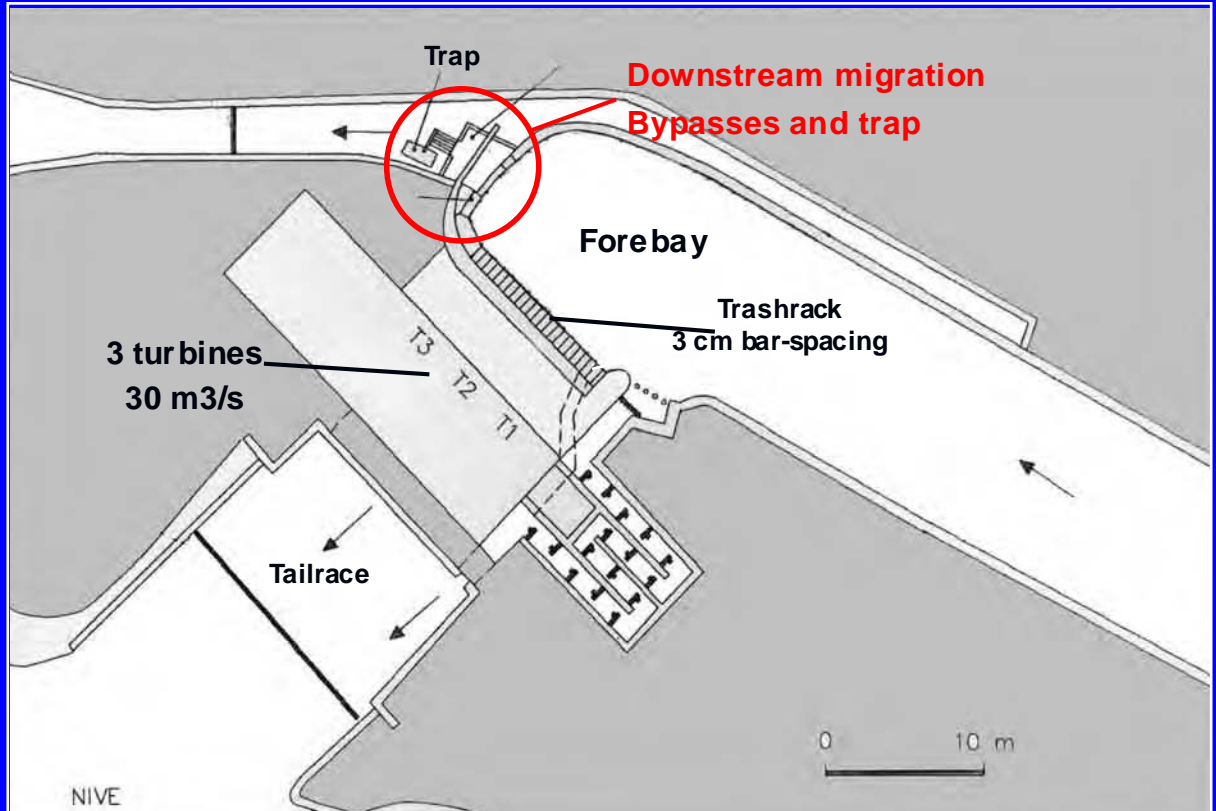 Trap
Downstream migration
Bypasses and trap
Forebay
Trashrack
3 cm bar-spacing
3 turbines
30 m3/s
T3
T2
T1
Tailrace
0 10 m
NIVE